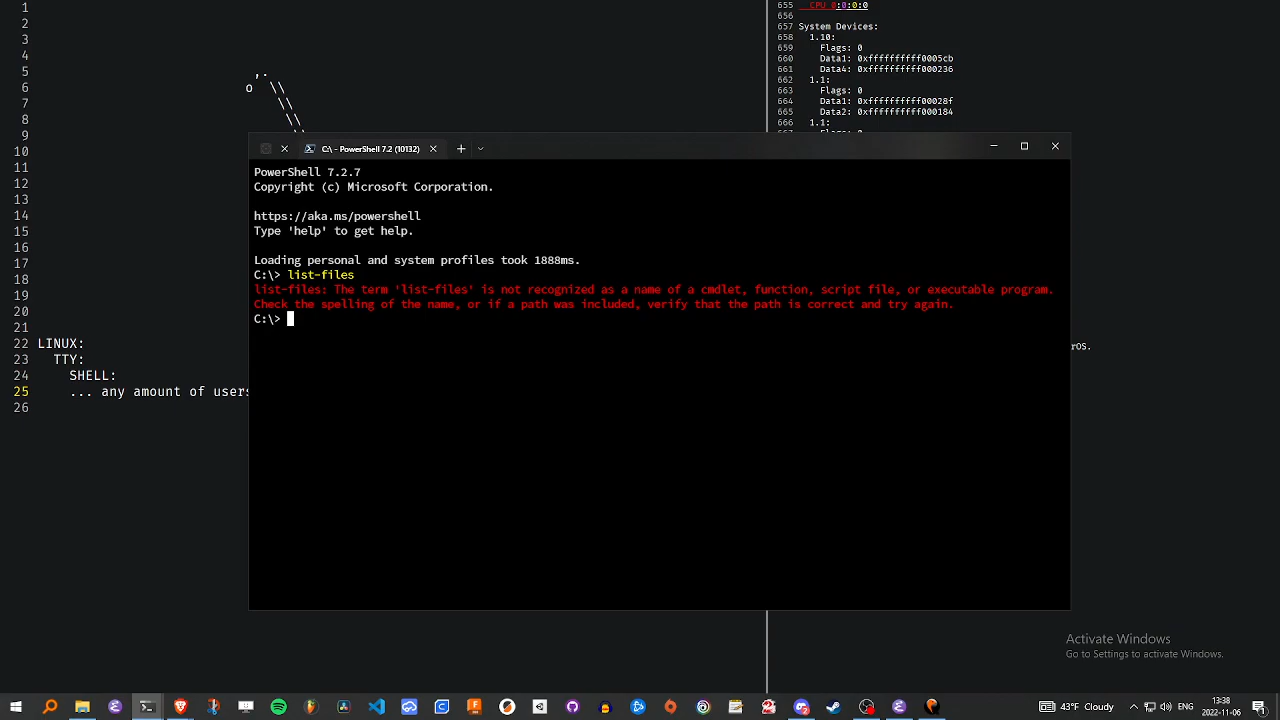 1
2
3
4
5
6
7
8
9
10
11
12
13
14
15
16
17
18
19
20
21
22 LINUX:
23 TTY:
24 SHELL:
25 ... any amount of users
26
,.
o \\
\\
\\
655 CPU 0:0:0:0
656
657 System Devices:
658 1.10:
659 Flags: 0
660 Data1: 0xffffffffff0005cb
661 Data4: 0xffffffffff000236
662 1.1:
663 Flags: 0
664 Data1: 0xffffffffff00028f
665 Data2: 0xffffffffff000184
666 1.1:
C:\ - PowerShell 7.2 (10132)
PowerShell 7.2.7
Copyright (c) Microsoft Corporation.
https://aka.ms/powershell
Type 'help' to get help.
Loading personal and system profiles took 1888ms.
C:\> list-files
list-files: The term 'list-files' is not recognized as a name of a cmdlet, function, script file, or executable program.
Check the spelling of the name, or if a path was included, verify that the path is correct and try again.
C:\>
rOS.
Activate Windows
Go to Settings to activate Windows.
43°F Cloudy
ENG
13:38
2022-11-06